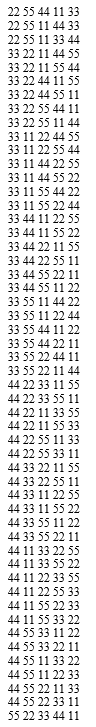 22 55 44 11 33
22 55 11 44 33
22 55 11 33 44
33 22 11 44 55
33 22 11 55 44
33 22 44 11 55
33 22 44 55 11
33 22 55 44 11
33 22 55 11 44
33 11 22 44 55
33 11 22 55 44
33 11 44 22 55
33 11 44 55 22
33 11 55 44 22
33 11 55 22 44
33 44 11 22 55
33 44 11 55 22
33 44 22 11 55
33 44 22 55 11
33 44 55 22 11
33 44 55 11 22
33 55 11 44 22
33 55 11 22 44
33 55 44 11 22
33 55 44 22 11
33 55 22 44 11
33 55 22 11 44
44 22 33 11 55
44 22 33 55 11
44 22 11 33 55
44 22 11 55 33
44 22 55 11 33
44 22 55 33 11
44 33 22 11 55
44 33 22 55 11
44 33 11 22 55
44 33 11 55 22
44 33 55 11 22
44 33 55 22 11
44 11 33 22 55
44 11 33 55 22
44 11 22 33 55
44 11 22 55 33
44 11 55 22 33
44 11 55 33 22
44 55 33 11 22
44 55 33 22 11
44 55 11 33 22
44 55 11 22 33
44 55 22 11 33
44 55 22 33 11
55 22 33 44 11